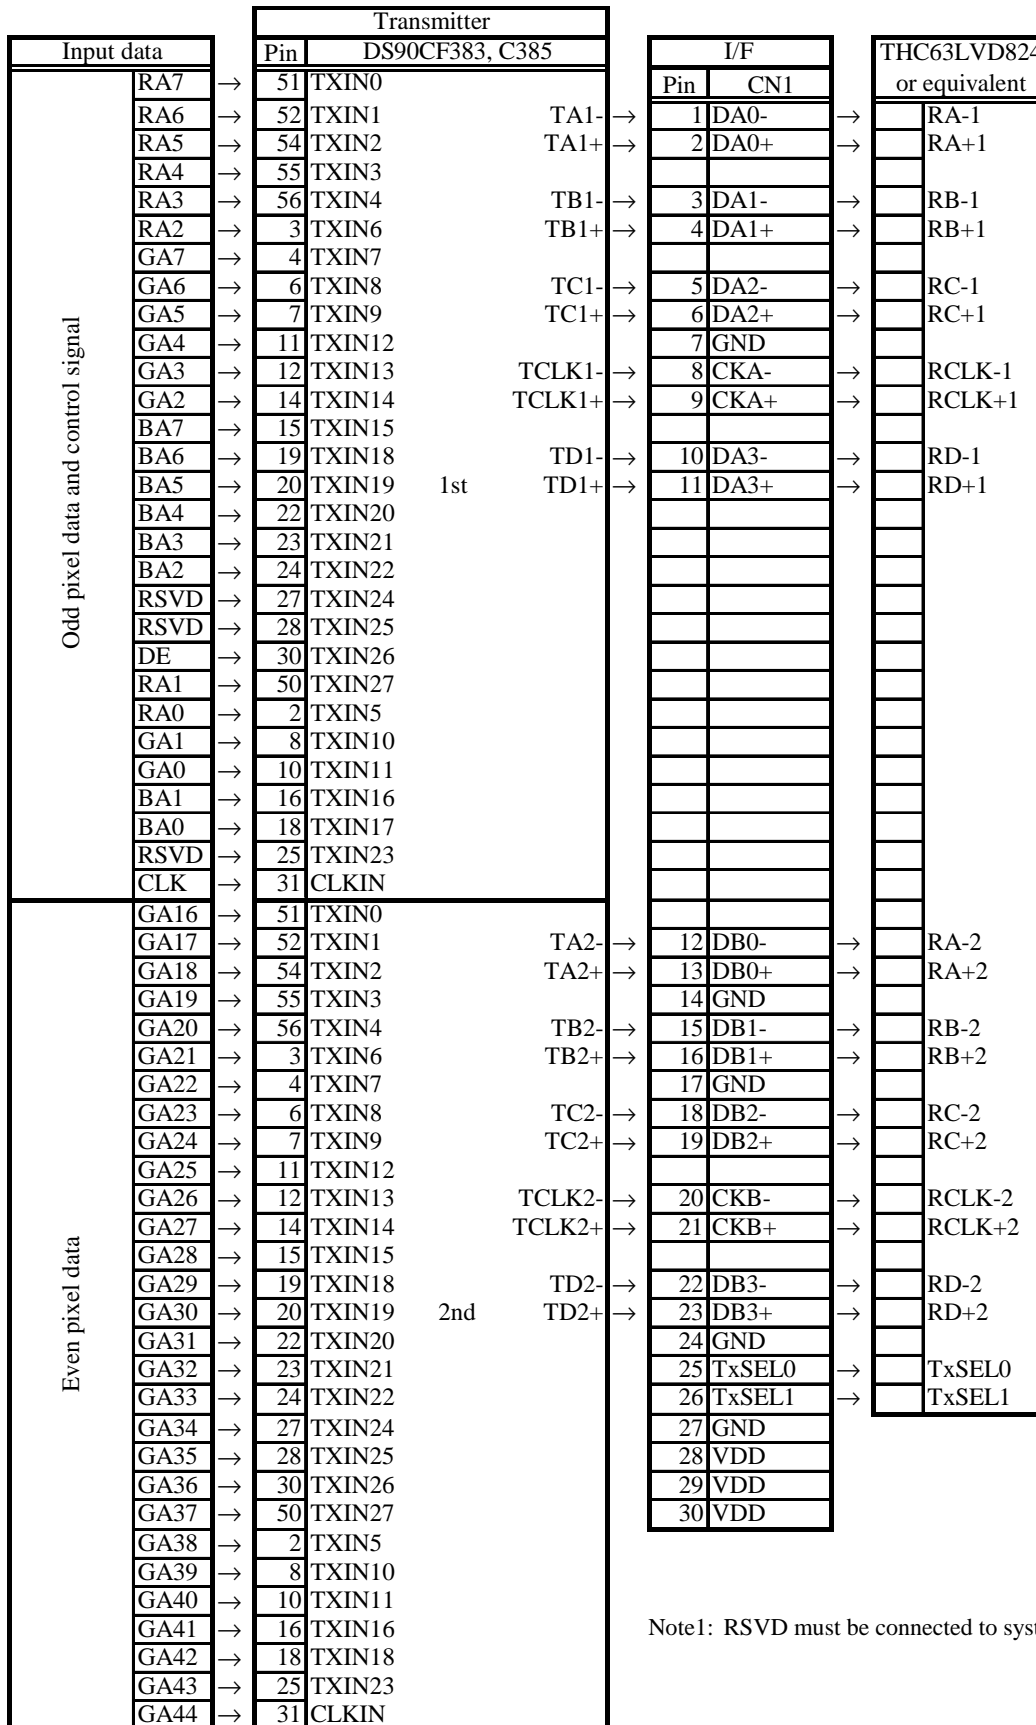 Transmitter
Input data Pin DS90CF383, C385 I/F THC63LVD824
RA7 → 51 TXIN0 Pin CN1 or equivalent
RA6 → 52 TXIN1 TA1- → 1 DA0- → RA-1
RA5 → 54 TXIN2 TA1+ → 2 DA0+ → RA+1
RA4 → 55 TXIN3
RA3 → 56 TXIN4 TB1- → 3 DA1- → RB-1
RA2 → 3 TXIN6 TB1+ → 4 DA1+ → RB+1
GA7 → 4 TXIN7
GA6 → 6 TXIN8 TC1- → 5 DA2- → RC-1
GA5 → 7 TXIN9 TC1+ → 6 DA2+ → RC+1
GA4 → 11 TXIN12 7 GND
GA3 → 12 TXIN13 TCLK1- → 8 CKA- → RCLK-1
GA2 → 14 TXIN14 TCLK1+ → 9 CKA+ → RCLK+1
BA7 → 15 TXIN15
BA6 → 19 TXIN18 TD1- → 10 DA3- → RD-1
BA5 → 20 TXIN19 1st TD1+ → 11 DA3+ → RD+1
BA4 → 22 TXIN20
BA3 → 23 TXIN21
BA2 → 24 TXIN22
RSVD → 27 TXIN24
RSVD → 28 TXIN25
DE → 30 TXIN26
RA1 → 50 TXIN27
RA0 → 2 TXIN5
GA1 → 8 TXIN10
GA0 → 10 TXIN11
BA1 → 16 TXIN16
BA0 → 18 TXIN17
RSVD → 25 TXIN23
CLK → 31 CLKIN
Odd pixel data and control signal
GA16 → 51 TXIN0
GA17 → 52 TXIN1 TA2- → 12 DB0- → RA-2
GA18 → 54 TXIN2 TA2+ → 13 DB0+ → RA+2
GA19 → 55 TXIN3 14 GND
GA20 → 56 TXIN4 TB2- → 15 DB1- → RB-2
GA21 → 3 TXIN6 TB2+ → 16 DB1+ → RB+2
GA22 → 4 TXIN7 17 GND
GA23 → 6 TXIN8 TC2- → 18 DB2- → RC-2
GA24 → 7 TXIN9 TC2+ → 19 DB2+ → RC+2
GA25 → 11 TXIN12
GA26 → 12 TXIN13 TCLK2- → 20 CKB- → RCLK-2
GA27 → 14 TXIN14 TCLK2+ → 21 CKB+ → RCLK+2
GA28 → 15 TXIN15
GA29 → 19 TXIN18 TD2- → 22 DB3- → RD-2
GA30 → 20 TXIN19 2nd TD2+ → 23 DB3+ → RD+2
GA31 → 22 TXIN20 24 GND
GA32 → 23 TXIN21 25 TxSEL0 → TxSEL0
GA33 → 24 TXIN22 26 TxSEL1 → TxSEL1
GA34 → 27 TXIN24 27 GND
GA35 → 28 TXIN25 28 VDD
GA36 → 30 TXIN26 29 VDD
GA37 → 50 TXIN27 30 VDD
GA38 → 2 TXIN5
GA39 → 8 TXIN10
GA40 → 10 TXIN11
GA41 → 16 TXIN16 Note1: RSVD must be connected to syst
GA42 → 18 TXIN18
GA43 → 25 TXIN23
GA44 → 31 CLKIN
Even pixel data